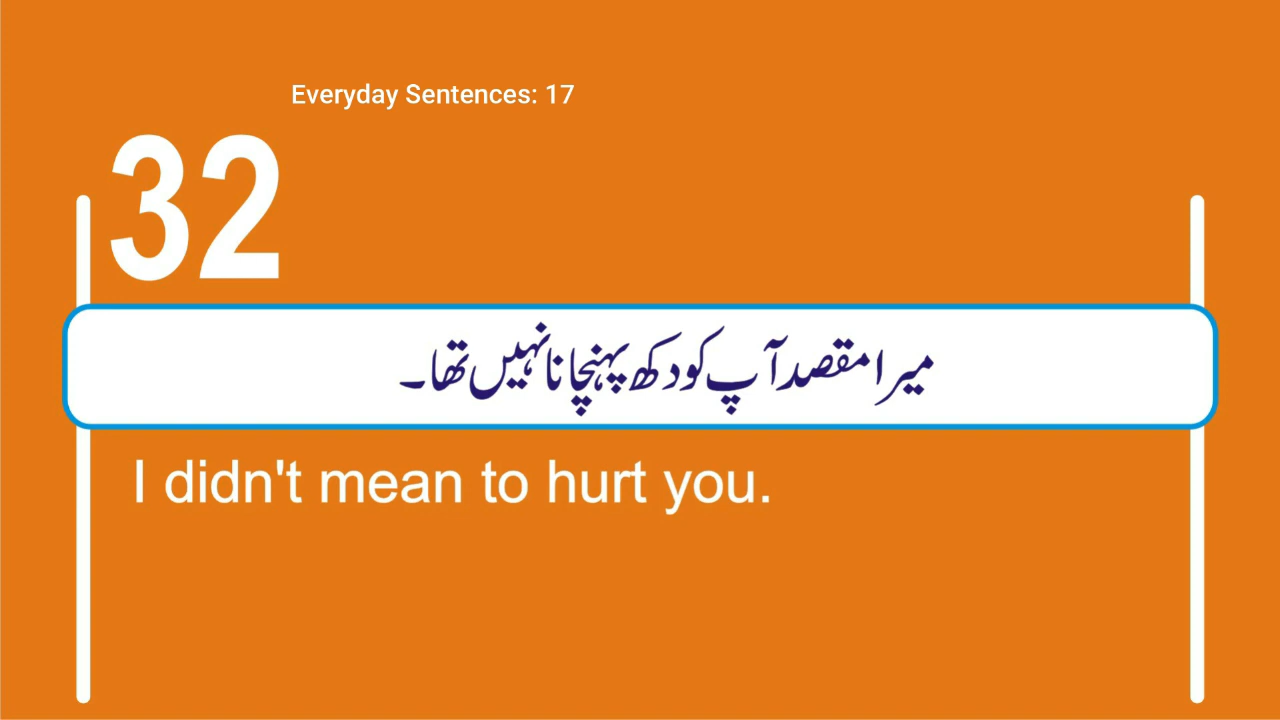 Everyday Sentences: 17
32
میرا مقصد آپ کو دکھ پہنچانا نہیں تھا۔
I didn't mean to hurt you.